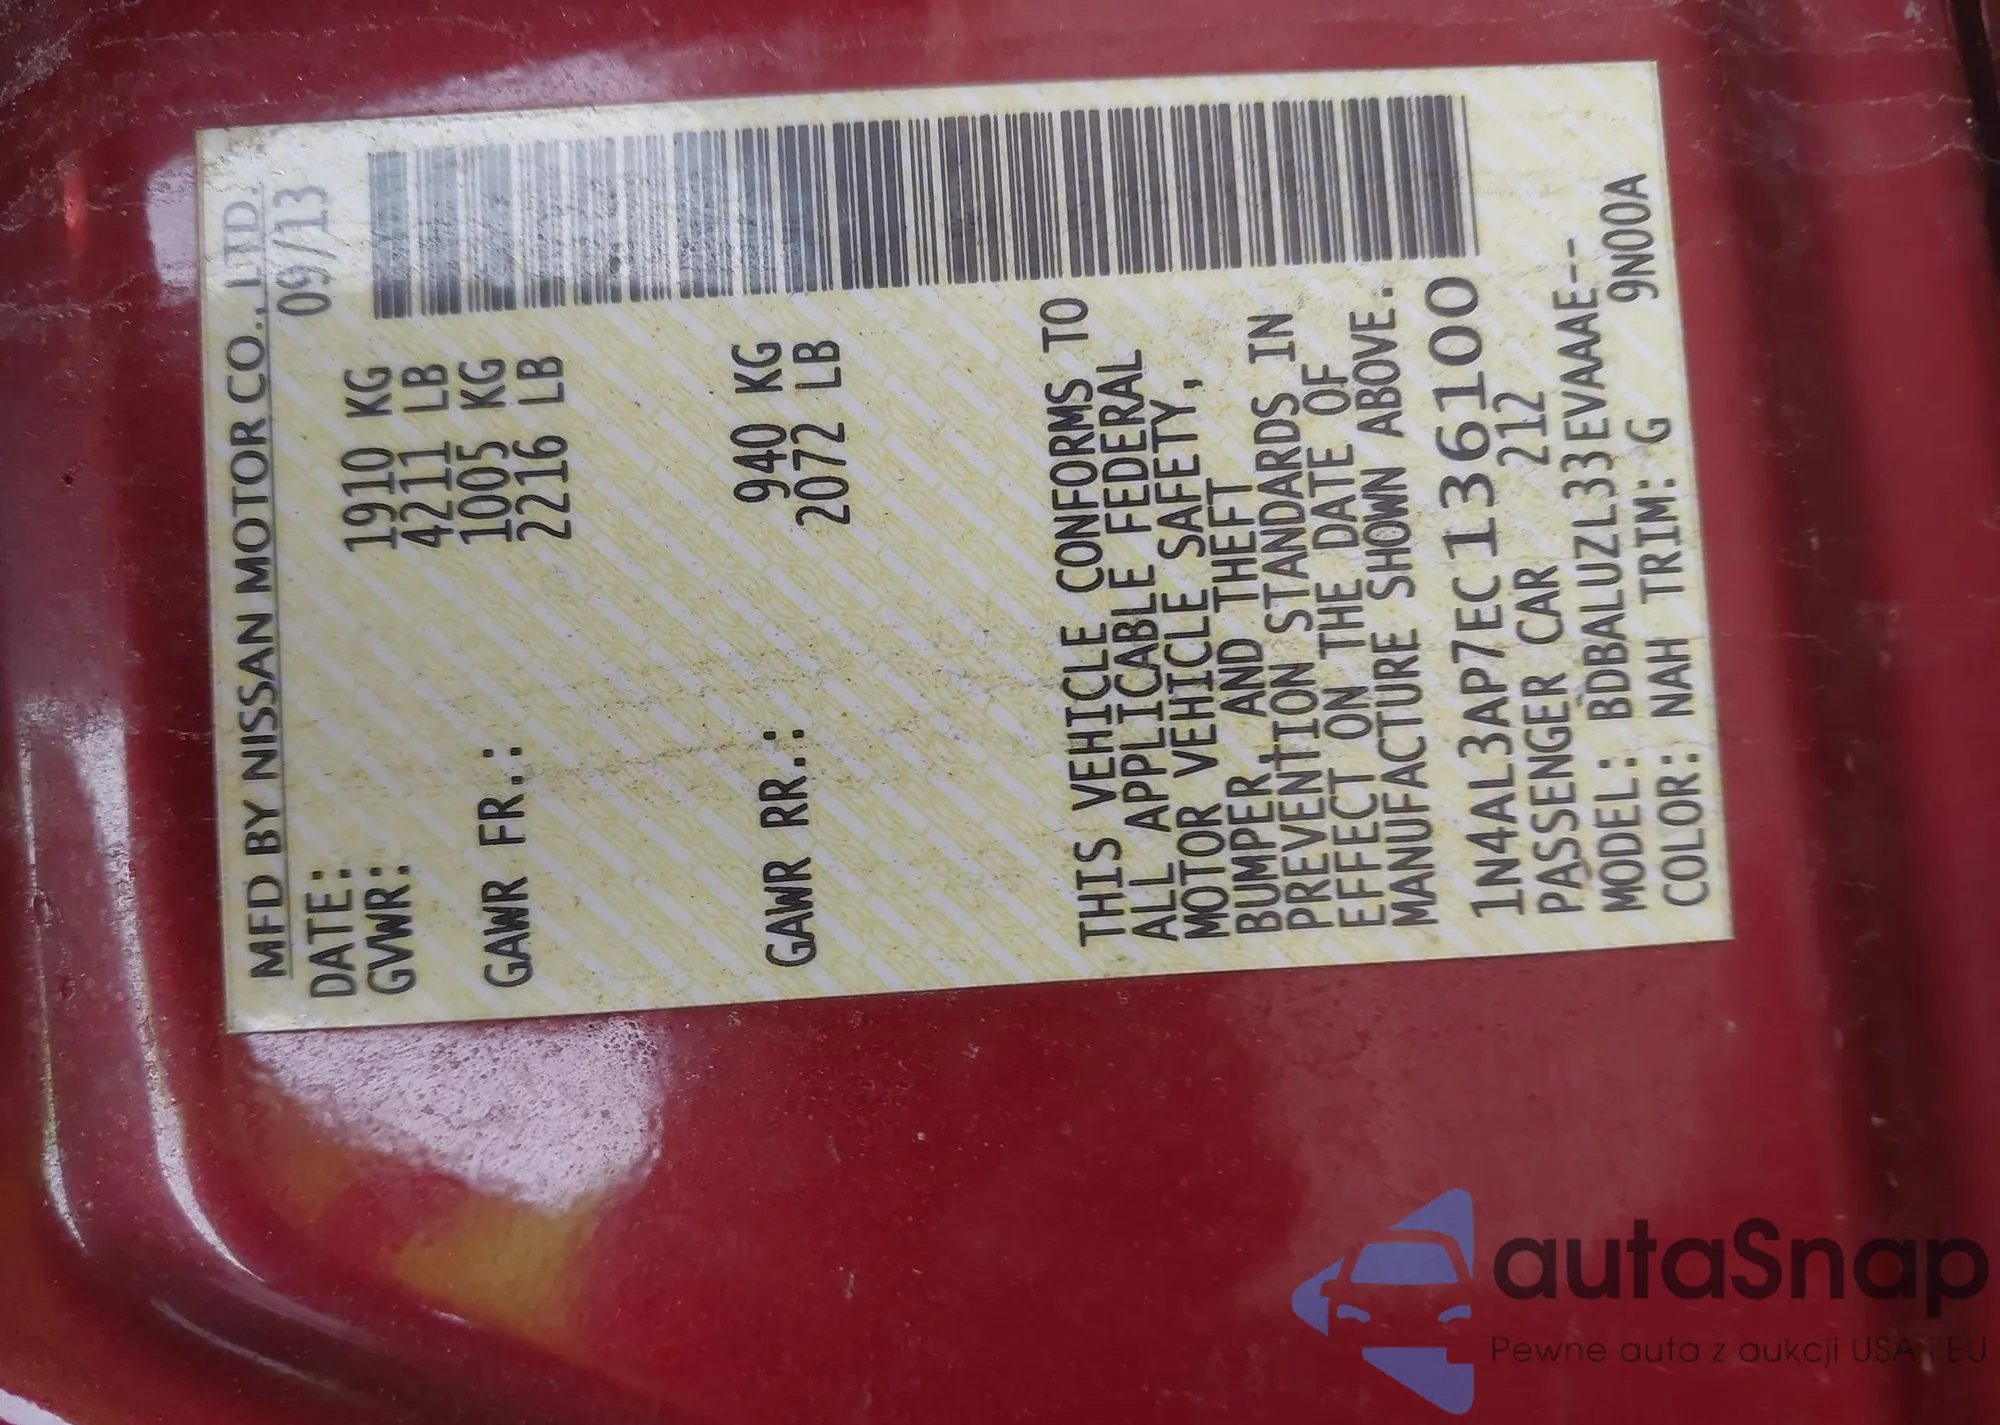 MFD BY NISSAN MOTOR CO., LTD.
DATE: 09/13
GVWR: 1910 KG
4211 LB
GAWR FR.: 1005 KG
2216 LB
GAWR RR.: 940 KG
2072 LB
THIS VEHICLE CONFORMS TO
ALL APPLICABLE FEDERAL
MOTOR VEHICLE SAFETY,
BUMPER, AND THEFT
PREVENTION STANDARDS IN
EFFECT ON THE DATE OF
MANUFACTURE SHOWN ABOVE.
1N4AL3AP7EC136100
PASSENGER CAR 212
MODEL: BDBALUZL33EVAAAE--
COLOR: NAH TRIM: G 9N00A
autaSnap
Pewne auta z aukcji USA i EU